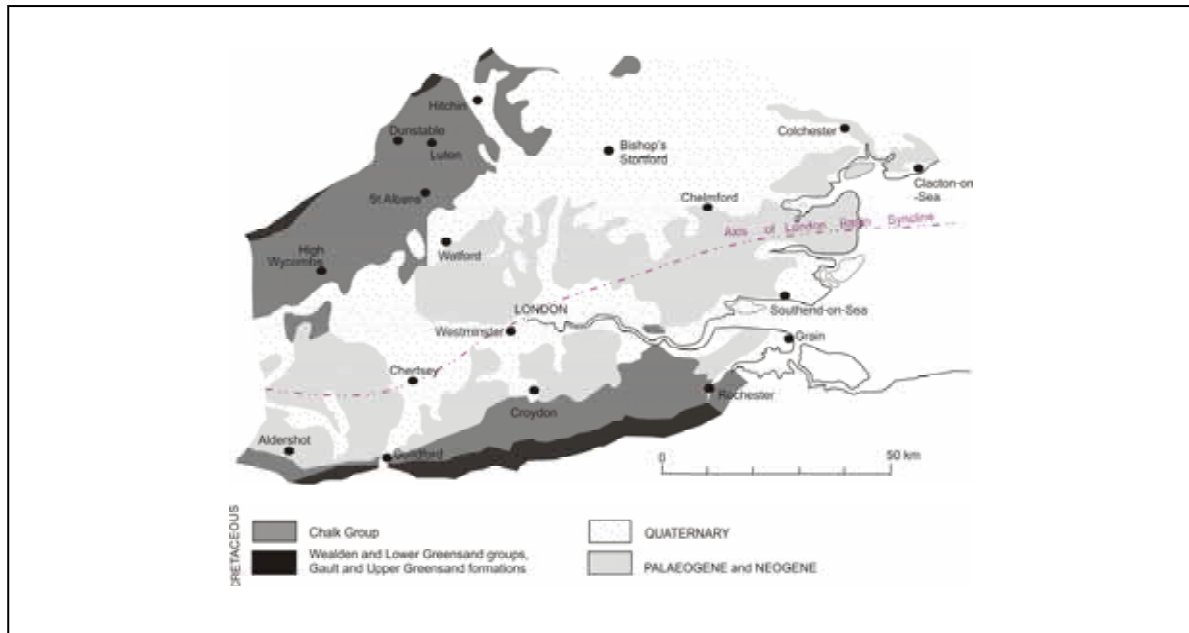 Hitchin
Dunstable
Luton
Bishop's
Stortford
Colchester
St Albans
Clacton-on
-Sea
Chelmford
Axis of London Basin Syncline
High
Wycombe
Watford
LONDON
Southend-on-Sea
Westminster
Grain
Chertsey
Rochester
Croydon
Aldershot
Guildford
0
50 km
CRETACEOUS
Chalk Group
QUATERNARY
Wealden and Lower Greensand groups,
Gault and Upper Greensand formations
PALAEOGENE and NEOGENE